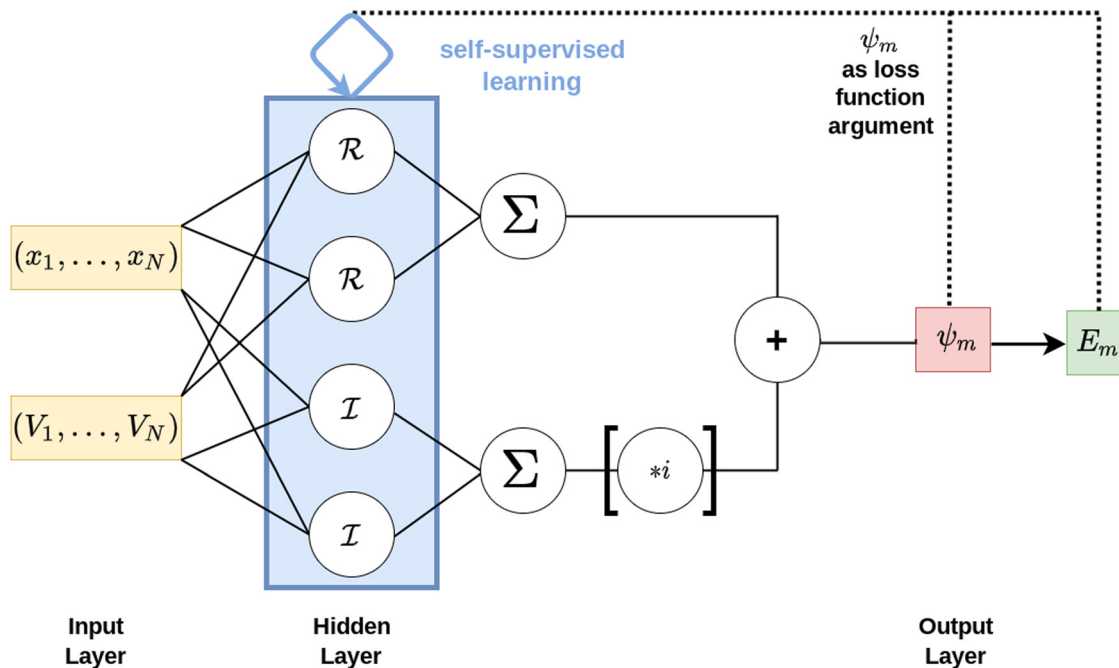 self-supervised
learning
ψ_m
as loss
function
argument
ℛ
Σ
(x_1, ..., x_N)
ℛ
+
ψ_m
E_m
ℐ
(V_1, ..., V_N)
Σ
[*i]
ℐ
Input
Layer
Hidden
Layer
Output
Layer